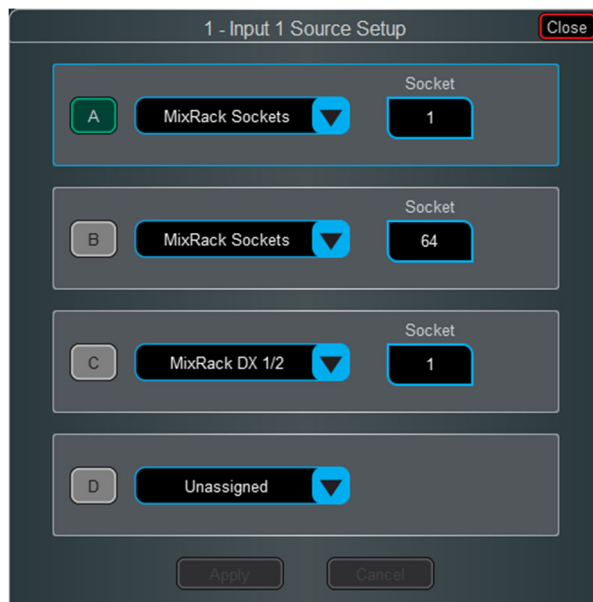 1 - Input 1 Source Setup Close
Socket
A MixRack Sockets 1
Socket
B MixRack Sockets 64
Socket
C MixRack DX 1/2 1
D Unassigned
Apply Cancel